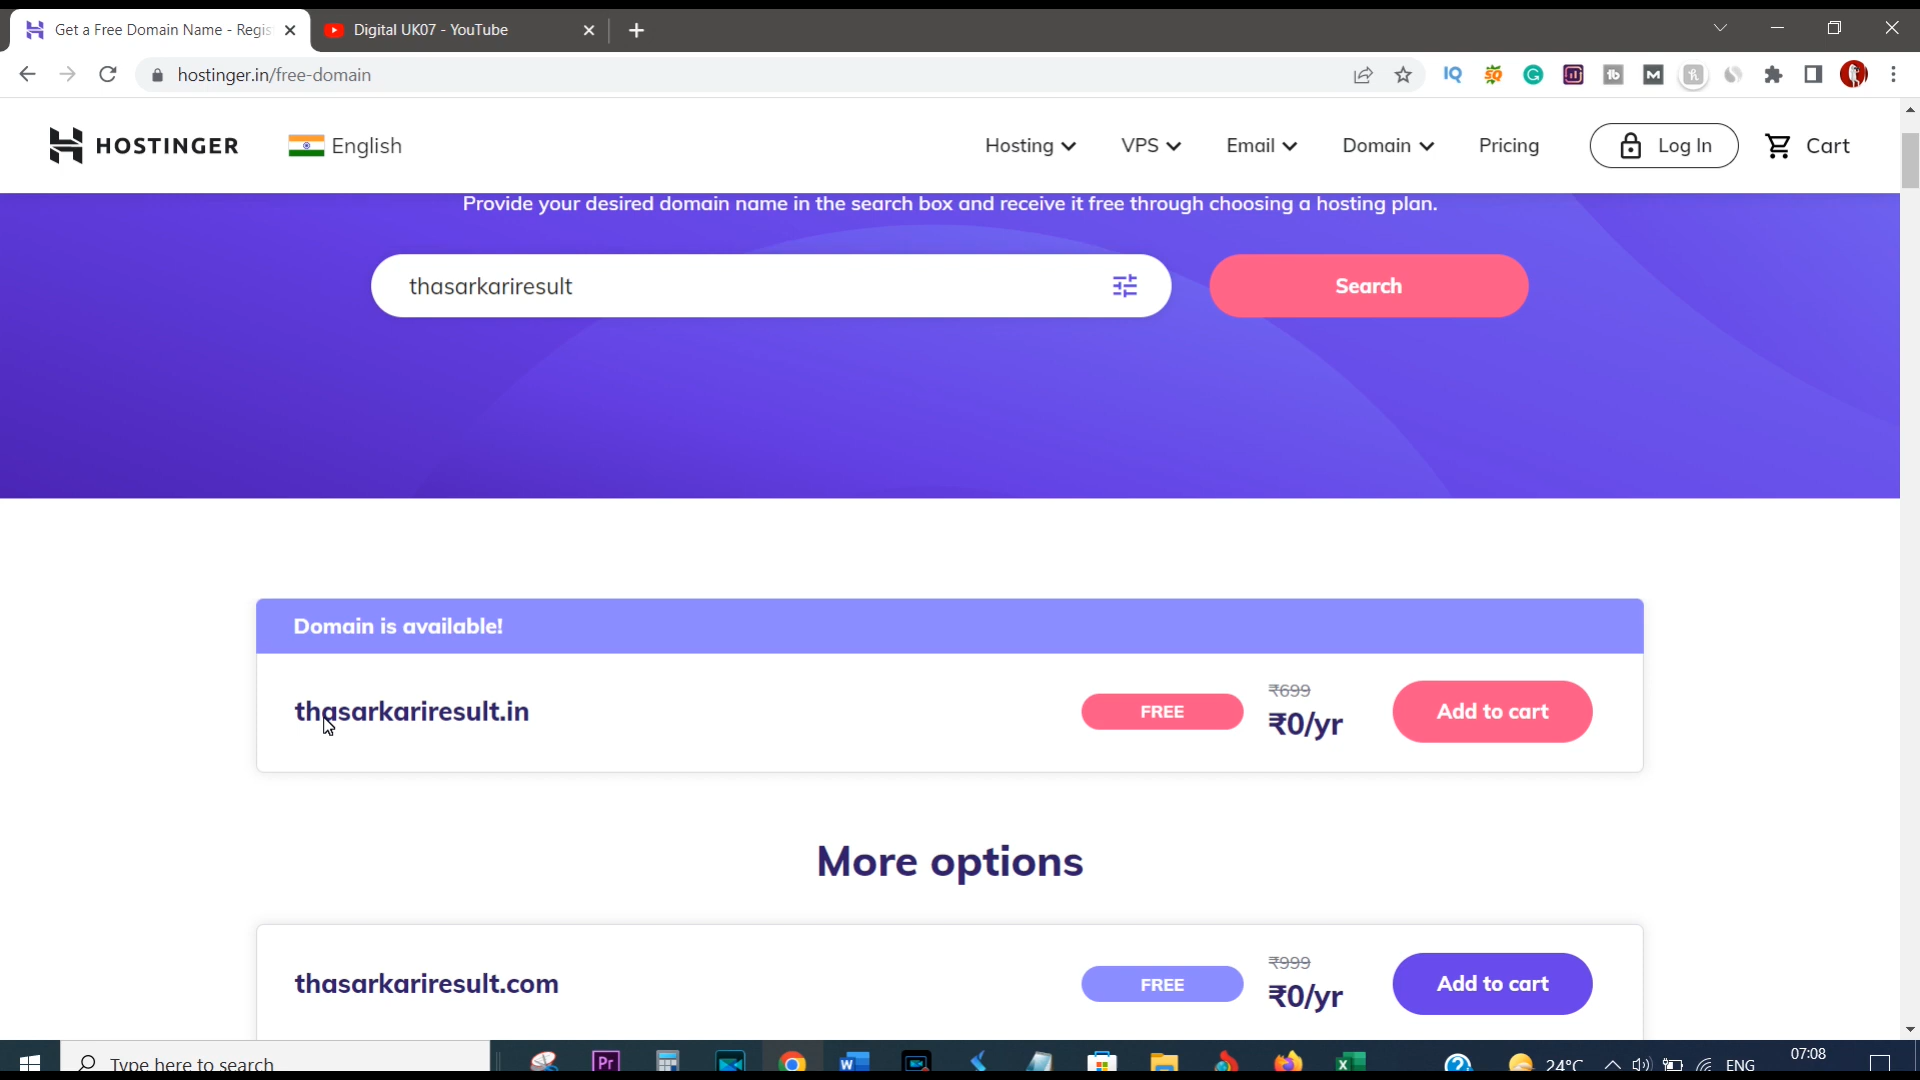 Get a Free Domain Name - Regis
Digital UK07 - YouTube
hostinger.in/free-domain
HOSTINGER
English
Hosting
VPS
Email
Domain
Pricing
Log In
Cart
Provide your desired domain name in the search box and receive it free through choosing a hosting plan.
thasarkariresult
Search
Domain is available!
thasarkariresult.in
FREE
₹699
₹0/yr
Add to cart
More options
thasarkariresult.com
FREE
₹999
₹0/yr
Add to cart
Type here to search
24°C
ENG
07:08